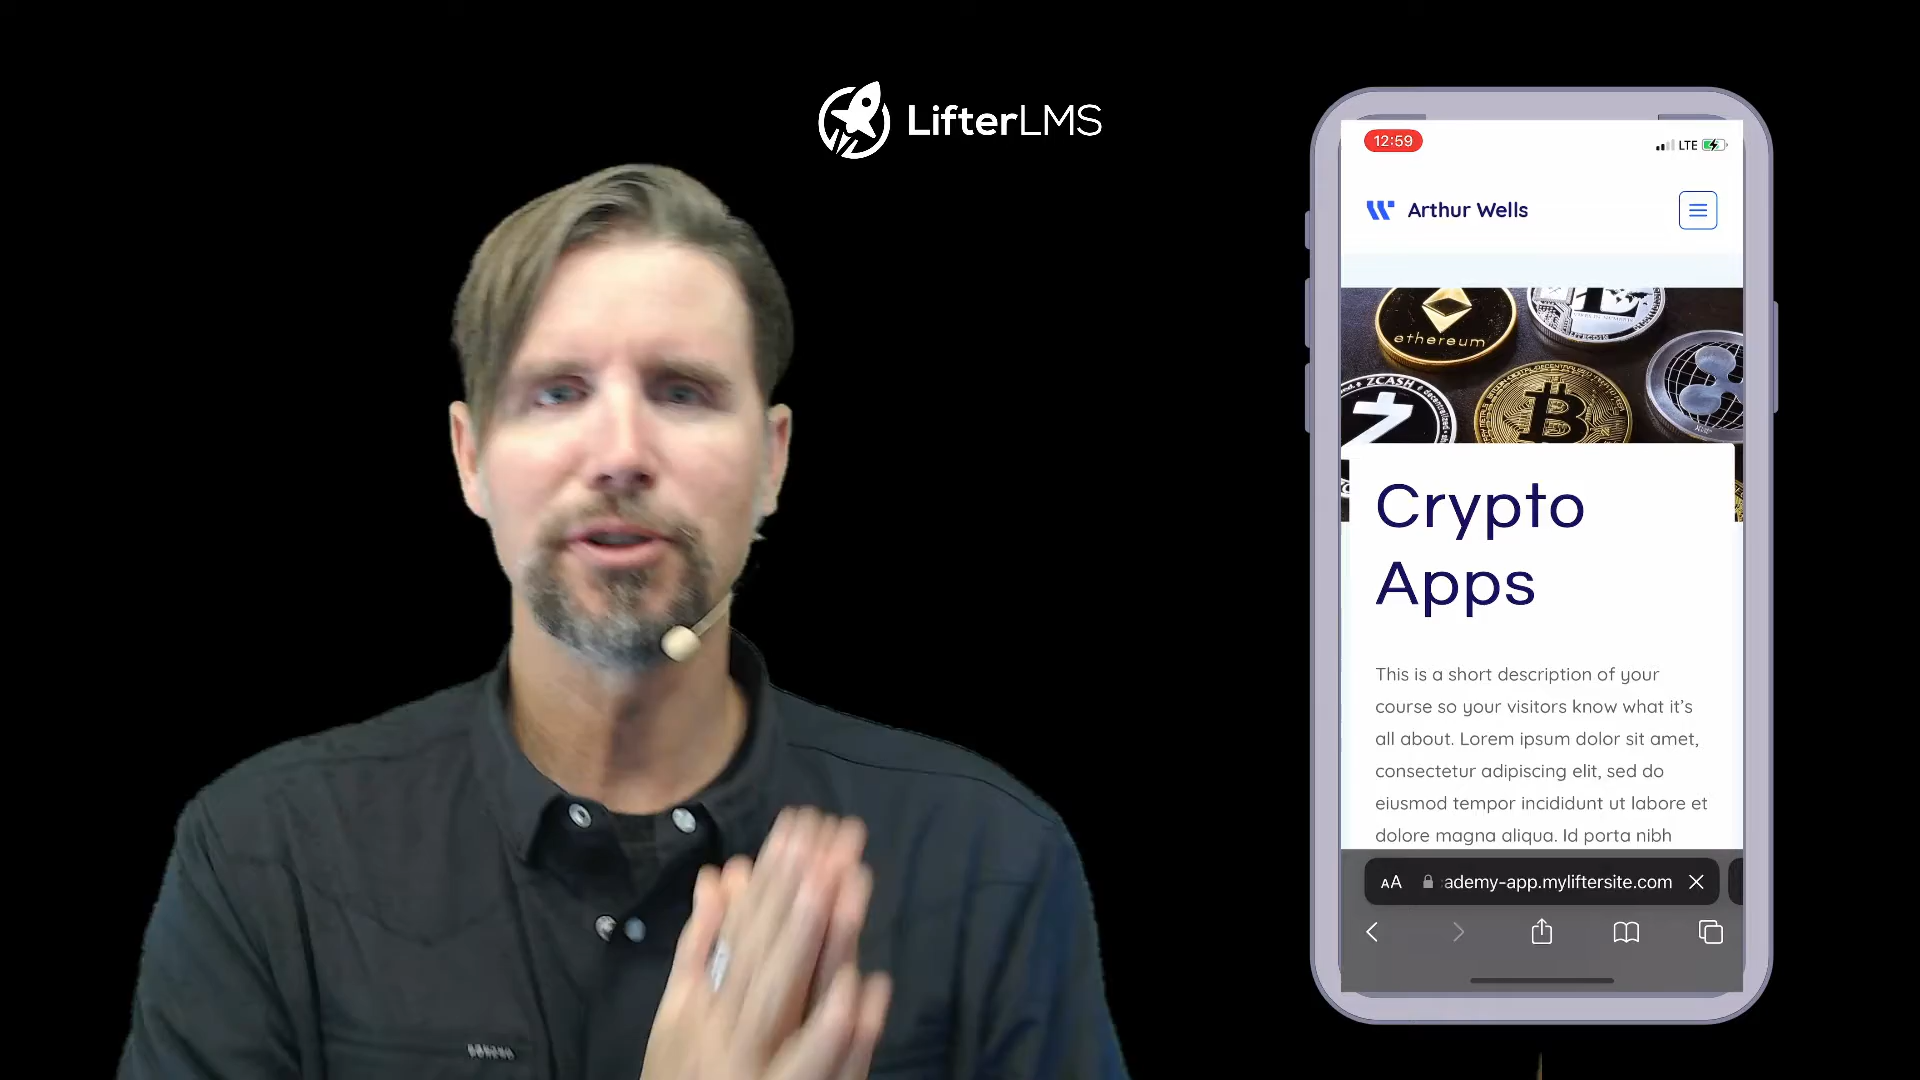 LifterLMS
12:59
LTE
Arthur Wells
ethereum
ZCASH
Crypto
Apps
This is a short description of your
course so your visitors know what it’s
all about. Lorem ipsum dolor sit amet,
consectetur adipiscing elit, sed do
eiusmod tempor incididunt ut labore et
dolore magna aliqua. Id porta nibh
AA
ademy-app.myliftersite.com